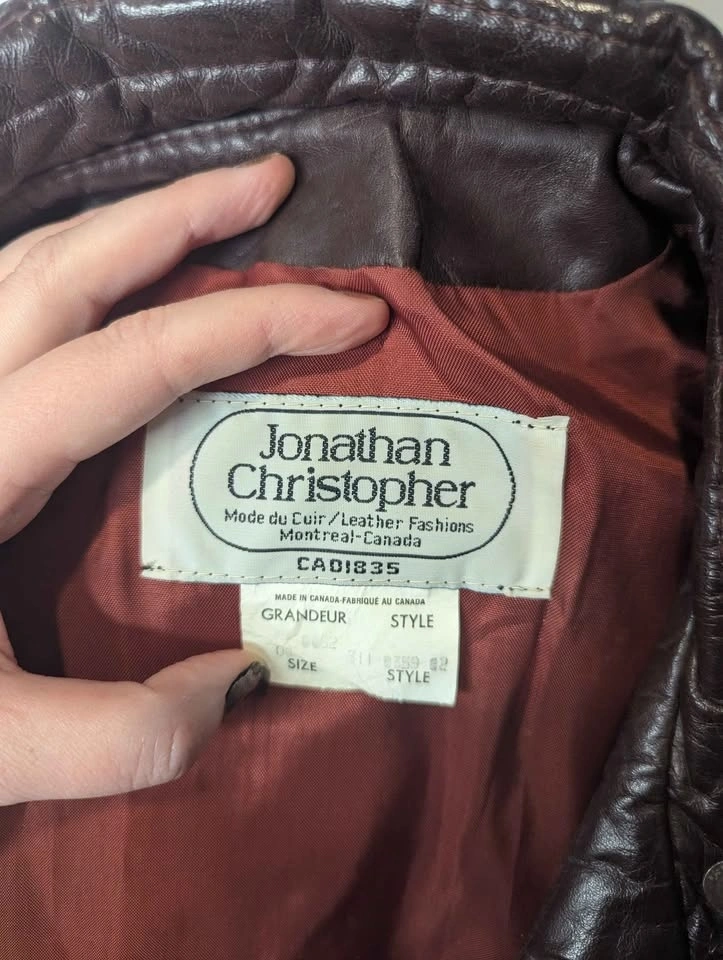 Jonathan
Christopher
Mode du Cuir/Leather Fashions
Montreal-Canada
CA01835
MADE IN CANADA-FABRIQUÉ AU CANADA
GRANDEUR STYLE
SIZE STYLE